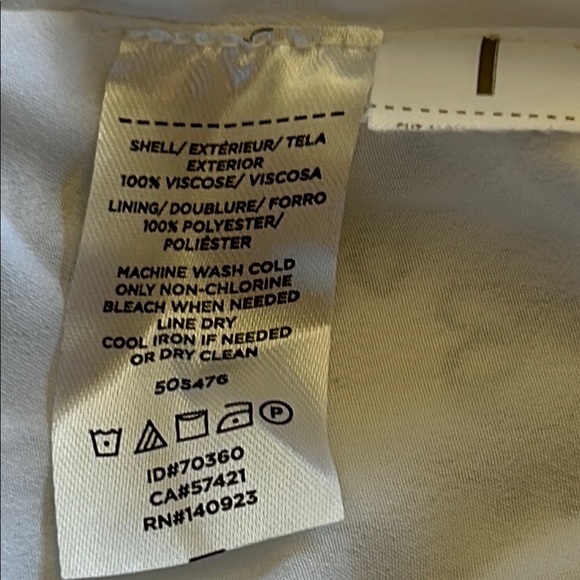 SHELL/ EXTÉRIEUR/ TELA
EXTERIOR
100% VISCOSE/ VISCOSA
LINING/ DOUBLURE/ FORRO
100% POLYESTER/
POLIÉSTER
MACHINE WASH COLD
ONLY NON-CHLORINE
BLEACH WHEN NEEDED
LINE DRY
COOL IRON IF NEEDED
OR DRY CLEAN
505476
P
ID#70360
CA#57421
RN#140923